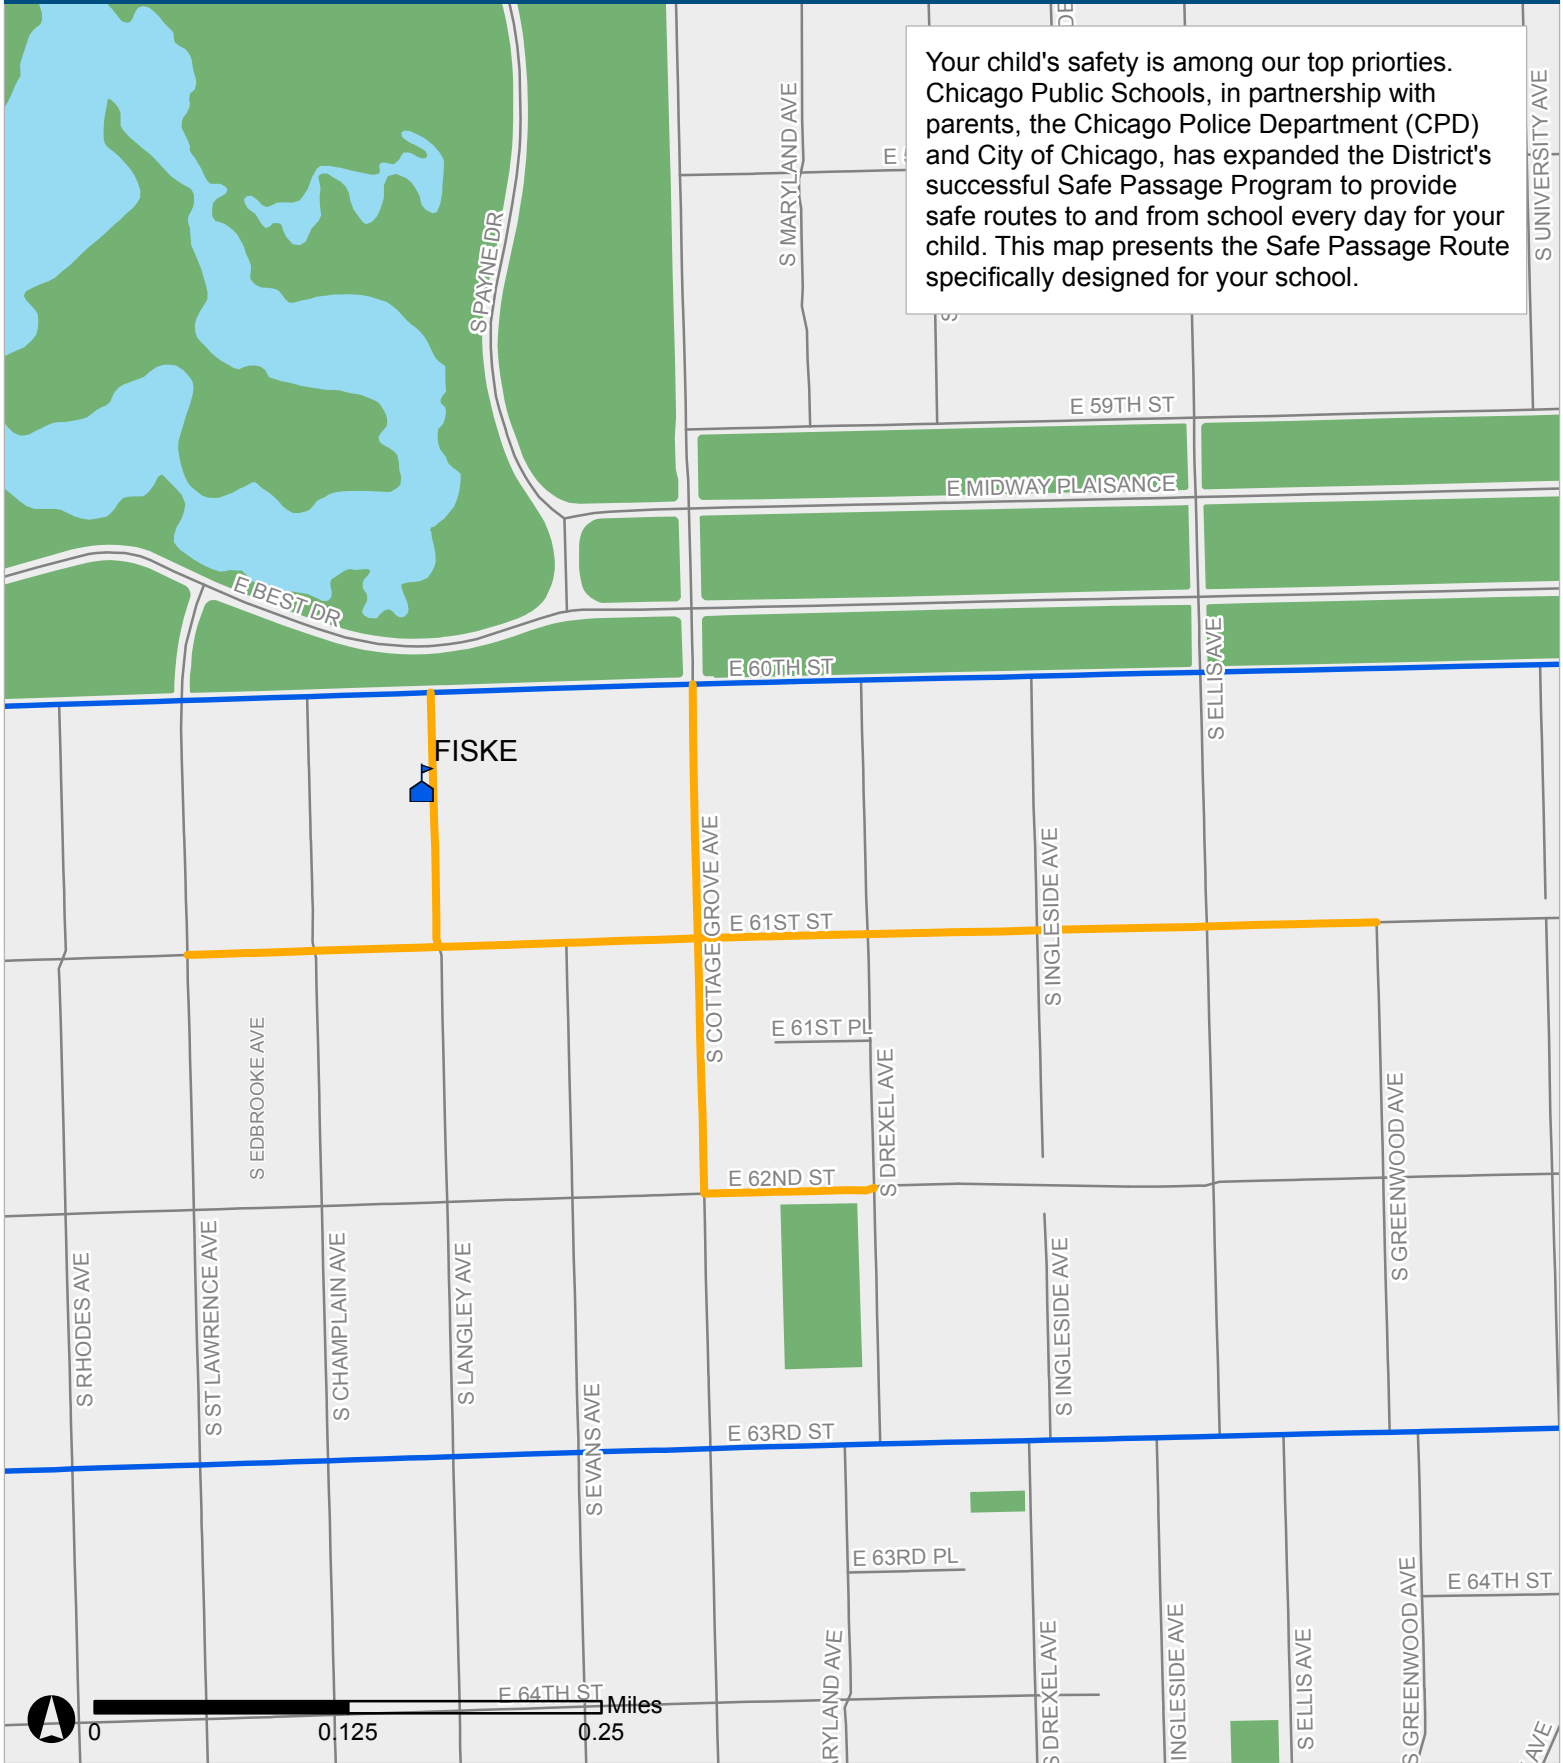 Your child's safety is among our top priorties.
Chicago Public Schools, in partnership with
parents, the Chicago Police Department (CPD)
and City of Chicago, has expanded the District's
successful Safe Passage Program to provide
safe routes to and from school every day for your
child. This map presents the Safe Passage Route
specifically designed for your school.
S MARYLAND AVE
S UNIVERSITY AVE
S PAYNE DR
E 59TH ST
E MIDWAY PLAISANCE
E BEST DR
E 60TH ST
S ELLIS AVE
FISKE
S COTTAGE GROVE AVE
S INGLESIDE AVE
E 61ST ST
E 61ST PL
S EDBROOKE AVE
S DREXEL AVE
S GREENWOOD AVE
E 62ND ST
S RHODES AVE
S ST LAWRENCE AVE
S CHAMPLAIN AVE
S LANGLEY AVE
S INGLESIDE AVE
S EVANS AVE
E 63RD ST
E 63RD PL
E 64TH ST
S GREENWOOD AVE
ARYLAND AVE
S DREXEL AVE
INGLESIDE AVE
S ELLIS AVE
AVE
E 64TH ST
Miles
0 0.125 0.25